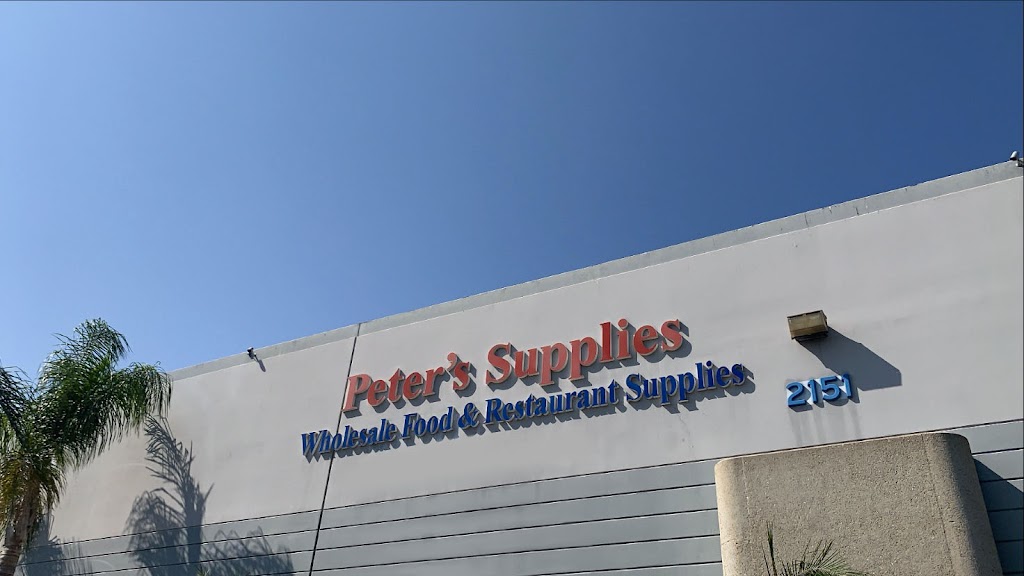 Peter's Supplies
Wholesale Food & Restaurant Supplies
2151